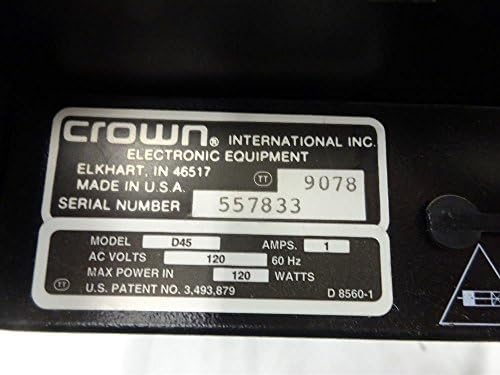 crown® INTERNATIONAL INC.
ELECTRONIC EQUIPMENT
ELKHART, IN 46517
MADE IN U.S.A. TT 9078
SERIAL NUMBER 557833
MODEL D45 AMPS. 1
AC VOLTS 120 60 Hz
MAX POWER IN 120 WATTS
TT U.S. PATENT NO. 3,493,879 D 8560-1